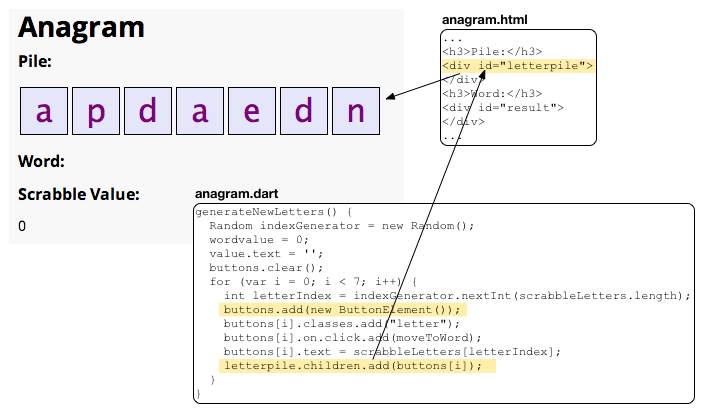 Anagram
Pile:
a p d a e d n
Word:
Scrabble Value:
0
anagram.html
...
<h3>Pile:</h3>
<div id="letterpile">
</div>
<h3>Word:</h3>
<div id="result">
</div>
...
anagram.dart
generateNewLetters() {
  Random indexGenerator = new Random();
  wordvalue = 0;
  value.text = '';
  buttons.clear();
  for (var i = 0; i < 7; i++) {
    int letterIndex = indexGenerator.nextInt(scrabbleLetters.length);
    buttons.add(new ButtonElement());
    buttons[i].classes.add("letter");
    buttons[i].on.click.add(moveToWord);
    buttons[i].text = scrabbleLetters[letterIndex];
    letterpile.children.add(buttons[i]);
  }
}